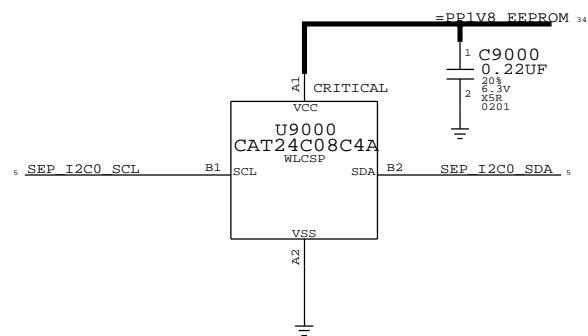 =PP1V8_EEPROM 34
1 C9000
0.22UF
20%
6.3V
2 X5R
0201
A1 CRITICAL
VCC
U9000
CAT24C08C4A
WLCSP
5 SEP_I2C0_SCL B1 SCL SDA B2 SEP_I2C0_SDA 5
VSS
A2